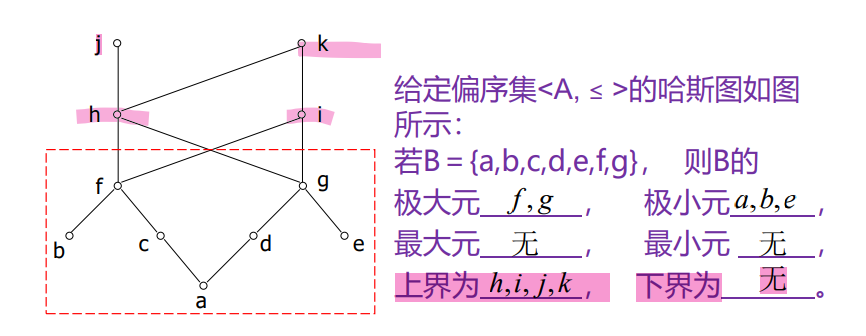 j
k
h
i
f
g
b
c
d
e
a
给定偏序集<A, ≤ >的哈斯图如图
所示：
若B＝{a,b,c,d,e,f,g}， 则B的
极大元 f,g ， 极小元 a,b,e ，
最大元 无 ， 最小元 无 ，
上界为 h,i,j,k ， 下界为 无 。